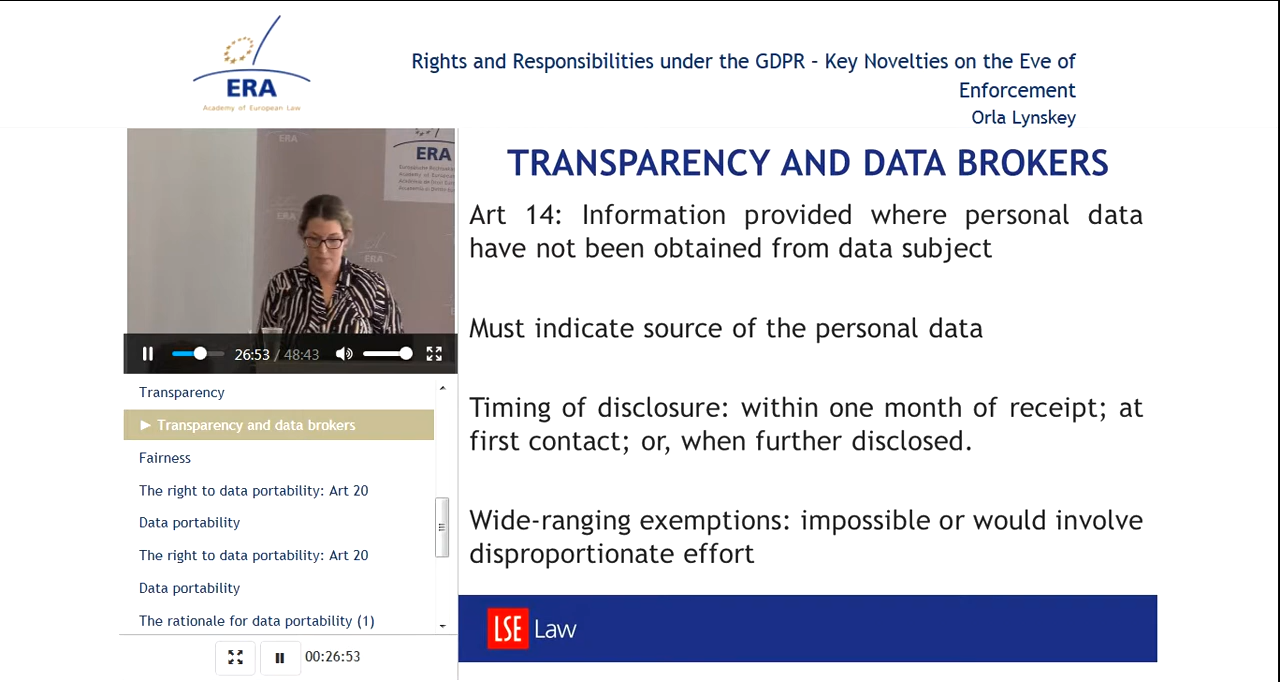 ERA
Academy of European Law
Rights and Responsibilities under the GDPR – Key Novelties on the Eve of
Enforcement
Orla Lynskey
ERA
ERA
ERA
ERA
26:53 / 48:43
Transparency
► Transparency and data brokers
Fairness
The right to data portability: Art 20
Data portability
The right to data portability: Art 20
Data portability
The rationale for data portability (1)
00:26:53
TRANSPARENCY AND DATA BROKERS
Art 14: Information provided where personal data
have not been obtained from data subject
Must indicate source of the personal data
Timing of disclosure: within one month of receipt; at
first contact; or, when further disclosed.
Wide-ranging exemptions: impossible or would involve
disproportionate effort
LSE Law